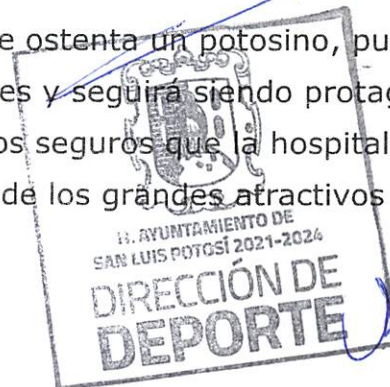 e ostenta un potosino, pu
es y seguirá siendo protag
os seguros que la hospital
de los grandes atractivos
H. AYUNTAMIENTO DE
SAN LUIS POTOSÍ 2021-2024
DIRECCIÓN DE
DEPORTE